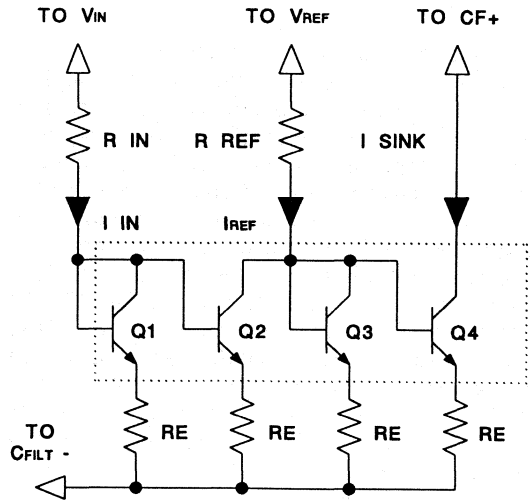 TO VIN
TO VREF
TO CF+
R IN
R REF
I SINK
I IN
IREF
Q1
Q2
Q3
Q4
RE
RE
RE
RE
TO
CFILT -